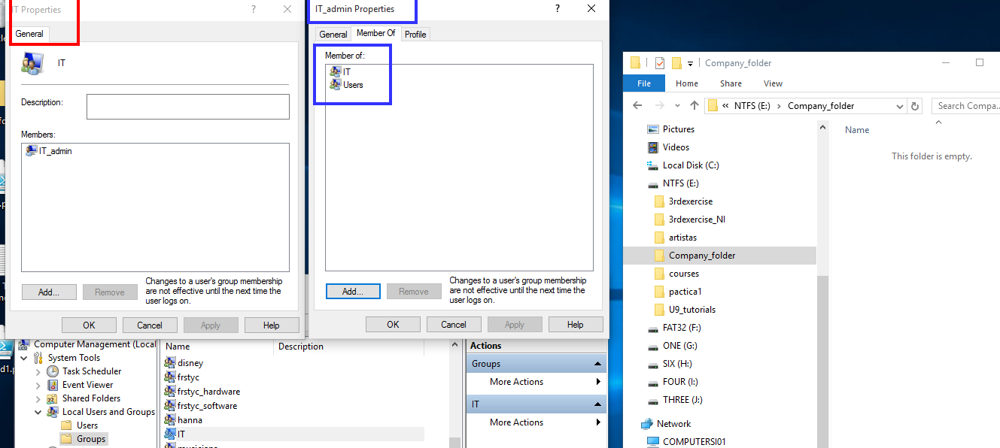 IT Properties
?
General
IT
Description:
Members:
IT_admin
Add...
Remove
Changes to a user's group membership
are not effective until the next time the
user logs on.
OK
Cancel
Apply
Help
IT_admin Properties
?
General
Member Of
Profile
Member of:
IT
Users
Add...
Remove
Changes to a user's group membership
are not effective until the next time the
user logs on.
OK
Cancel
Apply
Help
Company_folder
File
Home
Share
View
« NTFS (E:) > Company_folder
Search Compa...
Pictures
Videos
Local Disk (C:)
NTFS (E:)
3rdexercise
3rdexercise_NI
artistas
Company_folder
courses
pactica1
U9_tutorials
FAT32 (F:)
ONE (G:)
SIX (H:)
FOUR (I:)
THREE (J:)
Network
COMPUTERSI01
Name
This folder is empty.
Computer Management (Local
System Tools
Task Scheduler
Event Viewer
Shared Folders
Local Users and Groups
Users
Groups
Name
Description
disney
frstyc
frstyc_hardware
frstyc_software
hanna
IT
Actions
Groups
More Actions
IT
More Actions
d1.p